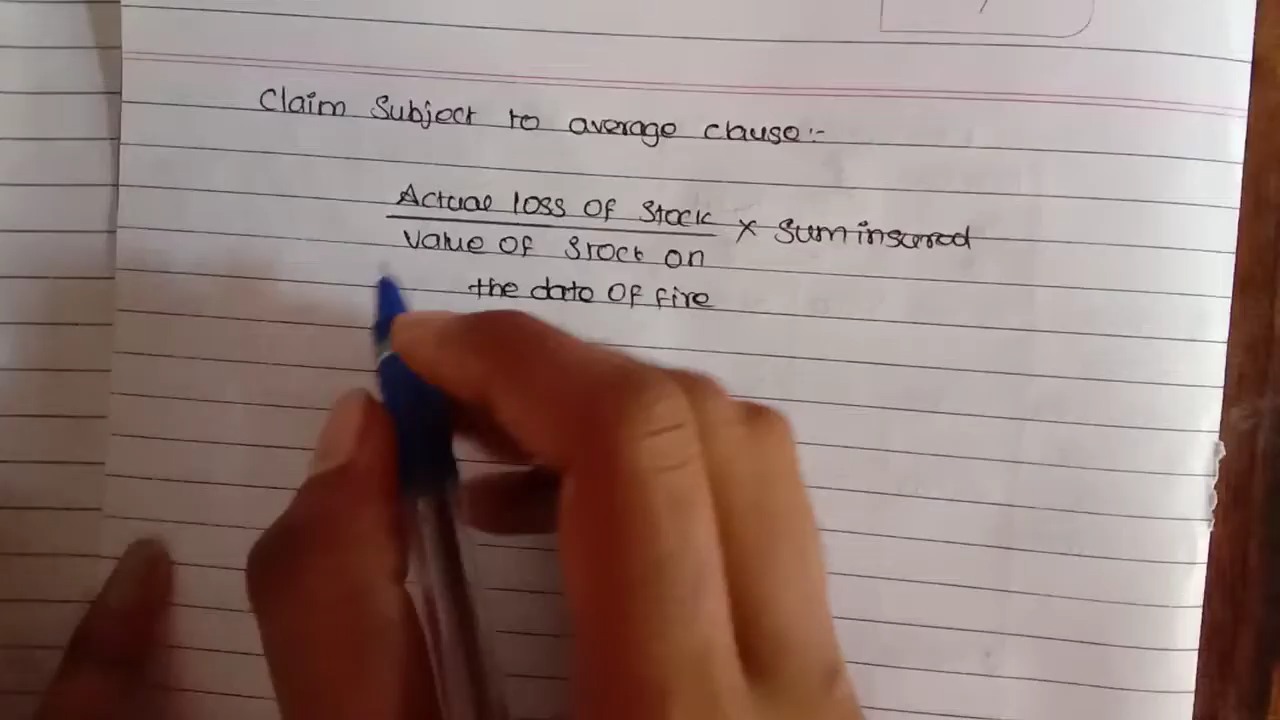 Claim Subject to average clause:-
Actual loss of Stock
× Sum insured
Value of Stock on
the date of fire